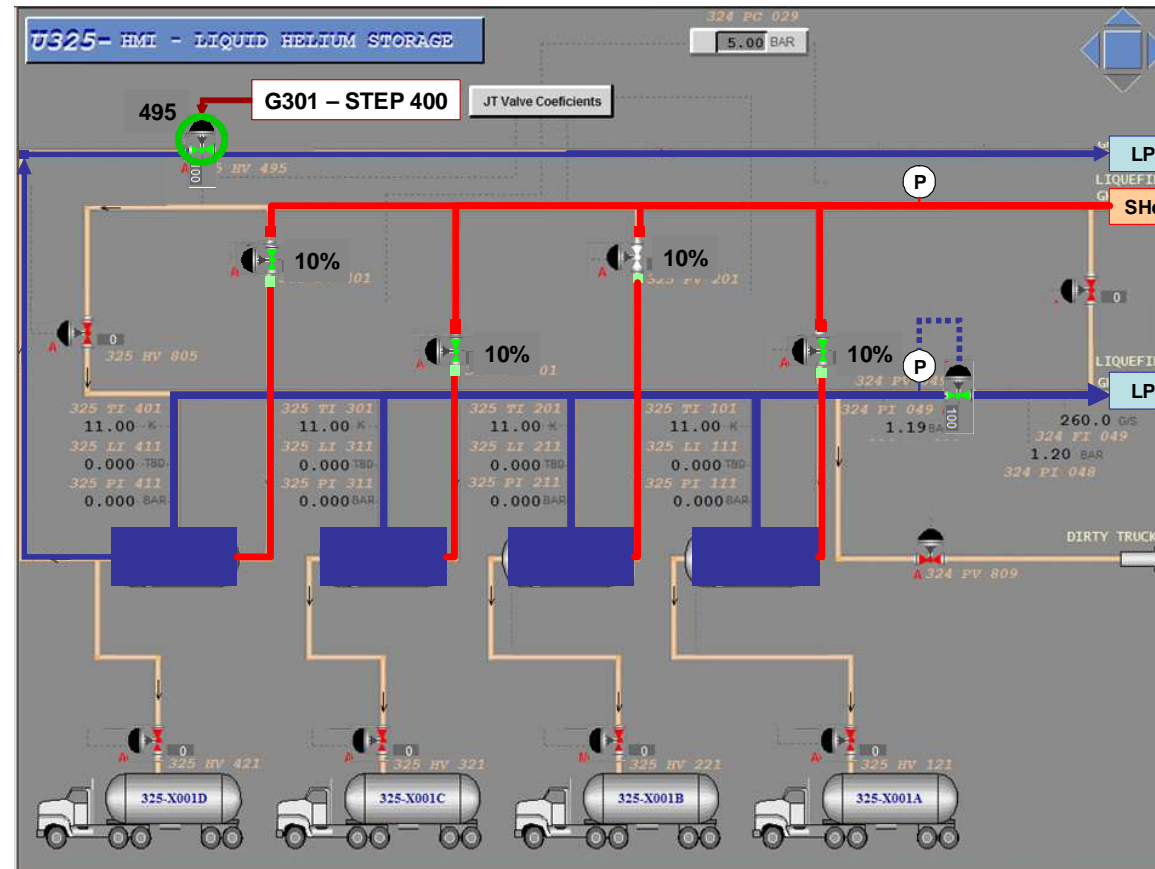 324 PC 029
U325- HMI - LIQUID HELIUM STORAGE
5.00 BAR
495
G301 – STEP 400
JT Valve Coeficients
HV 495
100
LP
P
LIQUEFI
SHe
10%
10%
01
PV 201
0
0
325 HV 805
10%
01
10%
P
LIQUEFI
LP
324 PV 049
325 TI 401
325 TI 301
325 TI 201
325 TI 101
324 PI 049
100
11.00 K
11.00 K
11.00 K
11.00 K
1.19 BA
260.0 G/S
325 LI 411
325 LI 311
325 LI 211
325 LI 111
324 FI 049
0.000 TBD
0.000 TBD
0.000 TBD
0.000 TBD
1.20 BAR
325 PI 411
325 PI 311
325 PI 211
325 PI 111
324 PI 048
0.000 BAR
0.000 BAR
0.000 BAR
0.000 BAR
DIRTY TRUCK
A 324 PV 809
0
0
0
0
325 HV 421
325 HV 321
325 HV 221
325 HV 121
325-X001D
325-X001C
325-X001B
325-X001A